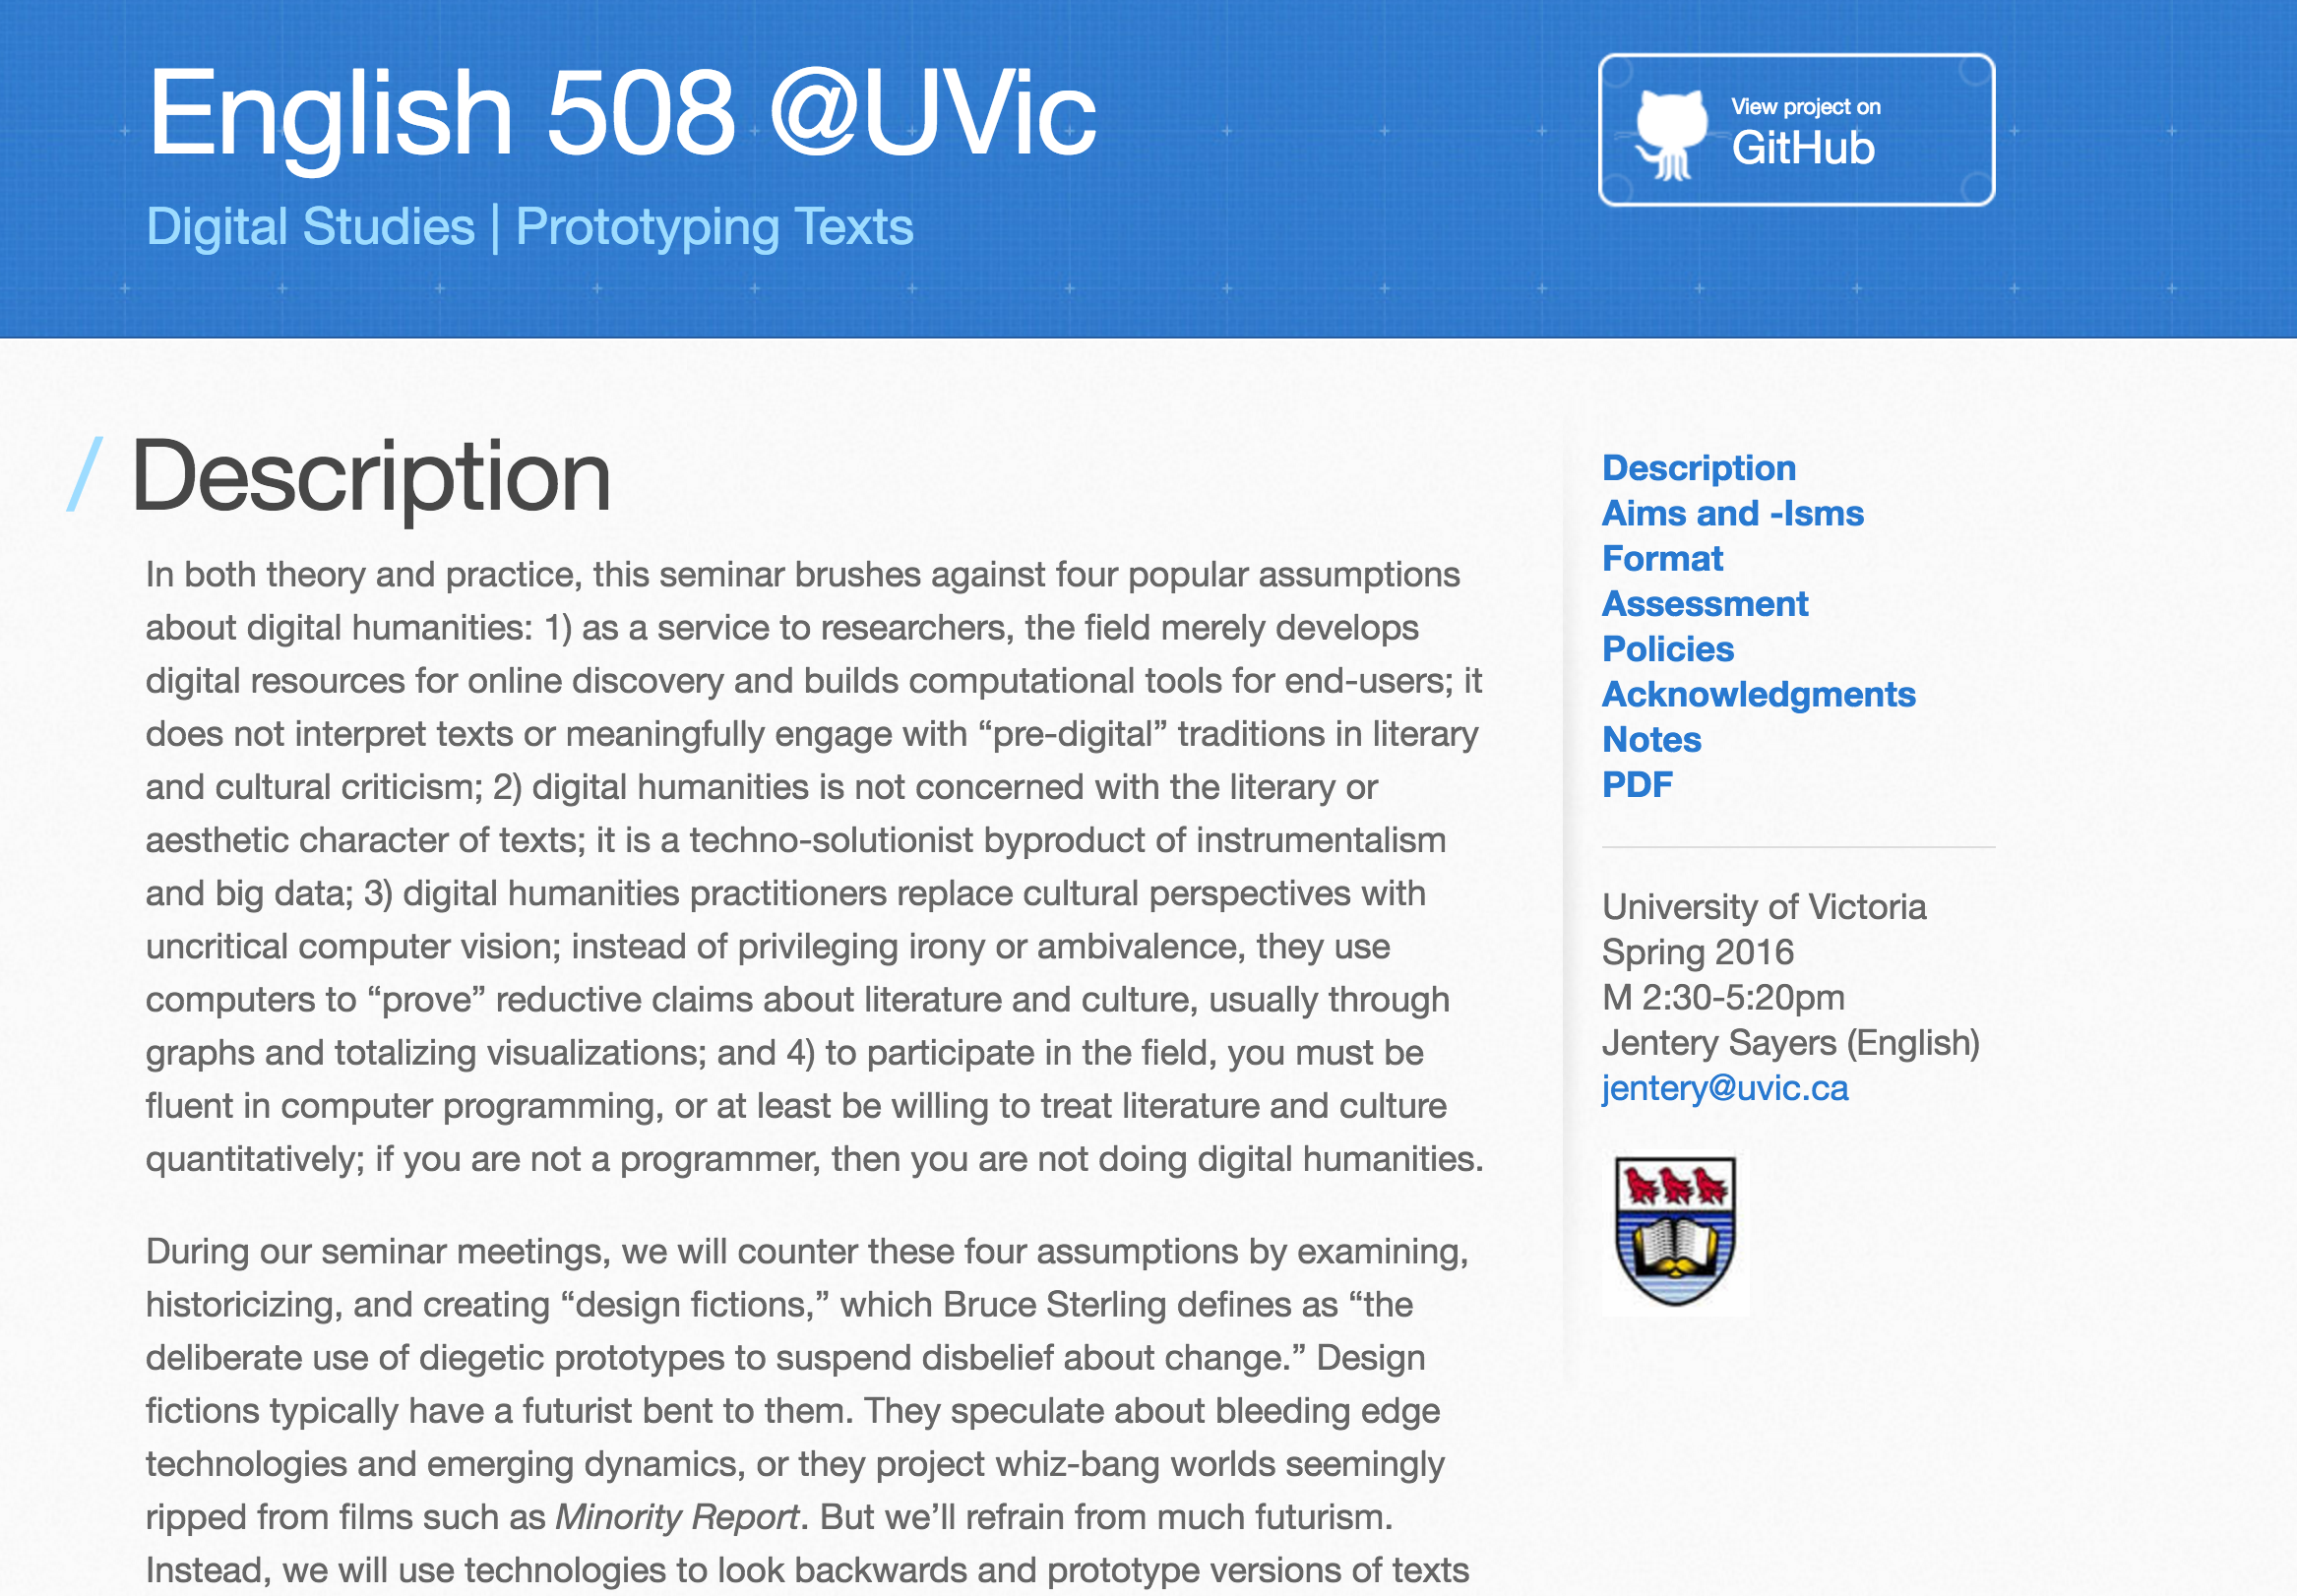 English 508 @UVic
Digital Studies | Prototyping Texts
View project on
GitHub
/ Description
In both theory and practice, this seminar brushes against four popular assumptions
about digital humanities: 1) as a service to researchers, the field merely develops
digital resources for online discovery and builds computational tools for end-users; it
does not interpret texts or meaningfully engage with “pre-digital” traditions in literary
and cultural criticism; 2) digital humanities is not concerned with the literary or
aesthetic character of texts; it is a techno-solutionist byproduct of instrumentalism
and big data; 3) digital humanities practitioners replace cultural perspectives with
uncritical computer vision; instead of privileging irony or ambivalence, they use
computers to “prove” reductive claims about literature and culture, usually through
graphs and totalizing visualizations; and 4) to participate in the field, you must be
fluent in computer programming, or at least be willing to treat literature and culture
quantitatively; if you are not a programmer, then you are not doing digital humanities.
During our seminar meetings, we will counter these four assumptions by examining,
historicizing, and creating “design fictions,” which Bruce Sterling defines as “the
deliberate use of diegetic prototypes to suspend disbelief about change.” Design
fictions typically have a futurist bent to them. They speculate about bleeding edge
technologies and emerging dynamics, or they project whiz-bang worlds seemingly
ripped from films such as Minority Report. But we’ll refrain from much futurism.
Instead, we will use technologies to look backwards and prototype versions of texts
Description
Aims and -Isms
Format
Assessment
Policies
Acknowledgments
Notes
PDF
University of Victoria
Spring 2016
M 2:30-5:20pm
Jentery Sayers (English)
jentery@uvic.ca